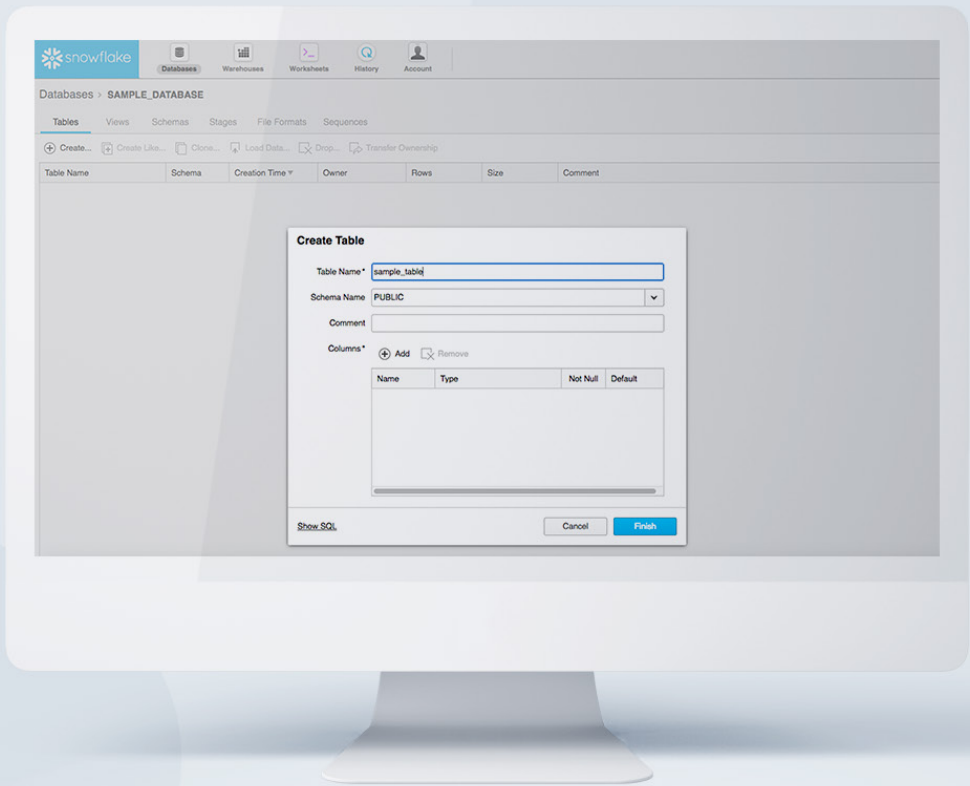 snowflake
Databases Warehouses Worksheets History Account
Databases > SAMPLE_DATABASE
Tables Views Schemas Stages File Formats Sequences
Create... Create Like... Clone... Load Data... Drop... Transfer Ownership
Table Name Schema Creation Time Owner Rows Size Comment
Create Table
Table Name* sample_table
Schema Name PUBLIC
Comment
Columns* Add Remove
Name Type Not Null Default
Show SQL Cancel Finish